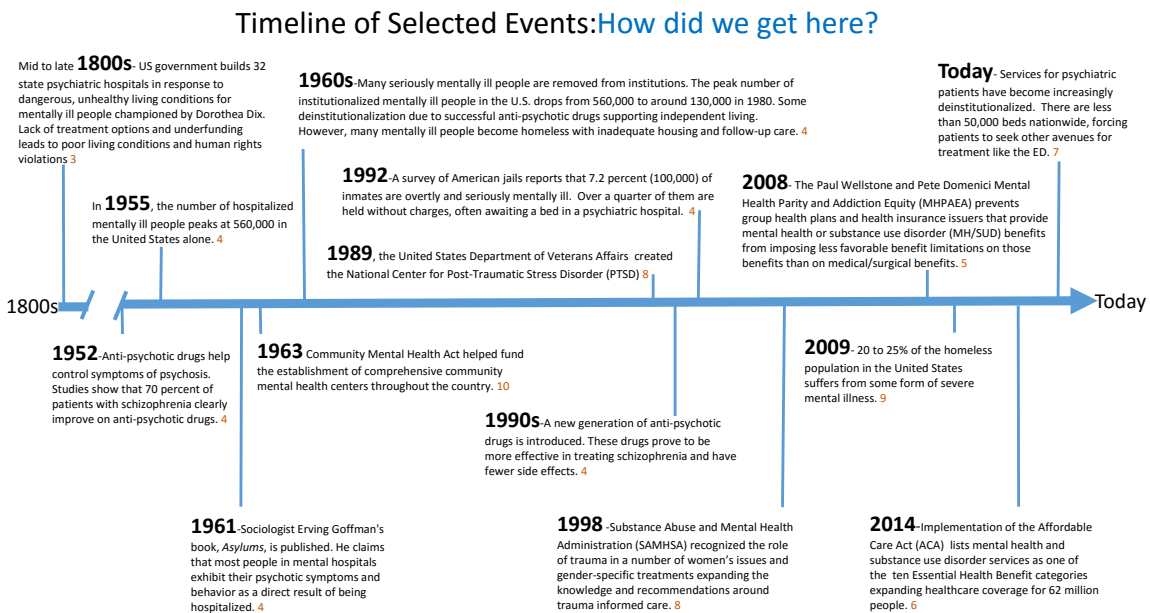 Timeline of Selected Events:How did we get here?
Mid to late 1800s- US government builds 32
state psychiatric hospitals in response to
dangerous, unhealthy living conditions for
mentally ill people championed by Dorothea Dix.
Lack of treatment options and underfunding
leads to poor living conditions and human rights
violations 3
1960s-Many seriously mentally ill people are removed from institutions. The peak number of
institutionalized mentally ill people in the U.S. drops from 560,000 to around 130,000 in 1980. Some
deinstitutionalization due to successful anti-psychotic drugs supporting independent living.
However, many mentally ill people become homeless with inadequate housing and follow-up care. 4
Today- Services for psychiatric
patients have become increasingly
deinstitutionalized. There are less
than 50,000 beds nationwide, forcing
patients to seek other avenues for
treatment like the ED. 7
In 1955, the number of hospitalized
mentally ill people peaks at 560,000 in
the United States alone. 4
1992-A survey of American jails reports that 7.2 percent (100,000) of
inmates are overtly and seriously mentally ill. Over a quarter of them are
held without charges, often awaiting a bed in a psychiatric hospital. 4
2008- The Paul Wellstone and Pete Domenici Mental
Health Parity and Addiction Equity (MHPAEA) prevents
group health plans and health insurance issuers that provide
mental health or substance use disorder (MH/SUD) benefits
from imposing less favorable benefit limitations on those
benefits than on medical/surgical benefits. 5
1989, the United States Department of Veterans Affairs created
the National Center for Post-Traumatic Stress Disorder (PTSD) 8
1800s
Today
1952-Anti-psychotic drugs help
control symptoms of psychosis.
Studies show that 70 percent of
patients with schizophrenia clearly
improve on anti-psychotic drugs. 4
1963 Community Mental Health Act helped fund
the establishment of comprehensive community
mental health centers throughout the country. 10
2009- 20 to 25% of the homeless
population in the United States
suffers from some form of severe
mental illness. 9
1990s-A new generation of anti-psychotic
drugs is introduced. These drugs prove to be
more effective in treating schizophrenia and have
fewer side effects. 4
1961-Sociologist Erving Goffman's
book, Asylums, is published. He claims
that most people in mental hospitals
exhibit their psychotic symptoms and
behavior as a direct result of being
hospitalized. 4
1998 -Substance Abuse and Mental Health
Administration (SAMHSA) recognized the role
of trauma in a number of women's issues and
gender-specific treatments expanding the
knowledge and recommendations around
trauma informed care. 8
2014-Implementation of the Affordable
Care Act (ACA) lists mental health and
substance use disorder services as one of
the ten Essential Health Benefit categories
expanding healthcare coverage for 62 million
people. 6